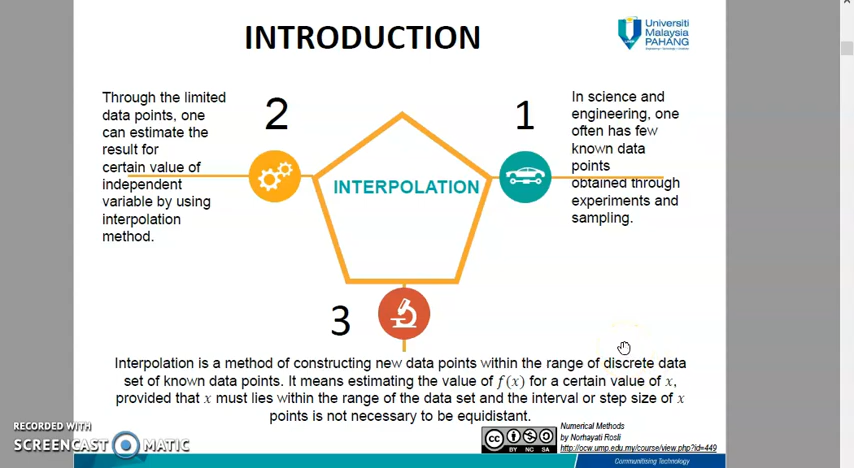 INTRODUCTION
Universiti
Malaysia
PAHANG
1
In science and
engineering, one
often has few
known data
points
obtained through
experiments and
sampling.
2
Through the limited
data points, one
can estimate the
result for
certain value of
independent
variable by using
interpolation
method.
INTERPOLATION
3
Interpolation is a method of constructing new data points within the range of discrete data
set of known data points. It means estimating the value of f(x) for a certain value of x,
provided that x must lies within the range of the data set and the interval or step size of x
points is not necessary to be equidistant.
RECORDED WITH
SCREENCAST MATIC
cc
BY NC SA
Numerical Methods
by Norhayati Rosli
http://ocw.ump.edu.my/course/view.php?id=449
Communitising Technology